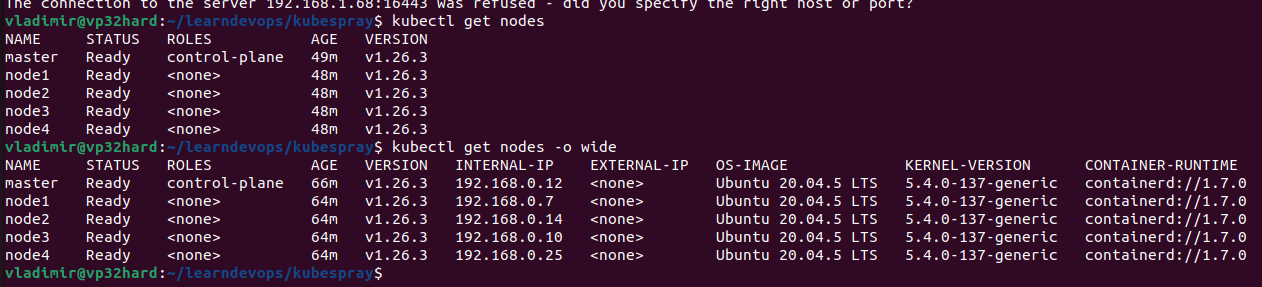 The connection to the server 192.168.1.68:16443 was refused - did you specify the right host or port?
vladimir@vp32hard:~/learndevops/kubespray$ kubectl get nodes
NAME     STATUS   ROLES           AGE   VERSION
master   Ready    control-plane   49m   v1.26.3
node1    Ready    <none>          48m   v1.26.3
node2    Ready    <none>          48m   v1.26.3
node3    Ready    <none>          48m   v1.26.3
node4    Ready    <none>          48m   v1.26.3
vladimir@vp32hard:~/learndevops/kubespray$ kubectl get nodes -o wide
NAME     STATUS   ROLES           AGE   VERSION   INTERNAL-IP    EXTERNAL-IP   OS-IMAGE             KERNEL-VERSION      CONTAINER-RUNTIME
master   Ready    control-plane   66m   v1.26.3   192.168.0.12   <none>        Ubuntu 20.04.5 LTS   5.4.0-137-generic   containerd://1.7.0
node1    Ready    <none>          64m   v1.26.3   192.168.0.7    <none>        Ubuntu 20.04.5 LTS   5.4.0-137-generic   containerd://1.7.0
node2    Ready    <none>          64m   v1.26.3   192.168.0.14   <none>        Ubuntu 20.04.5 LTS   5.4.0-137-generic   containerd://1.7.0
node3    Ready    <none>          64m   v1.26.3   192.168.0.10   <none>        Ubuntu 20.04.5 LTS   5.4.0-137-generic   containerd://1.7.0
node4    Ready    <none>          64m   v1.26.3   192.168.0.25   <none>        Ubuntu 20.04.5 LTS   5.4.0-137-generic   containerd://1.7.0
vladimir@vp32hard:~/learndevops/kubespray$